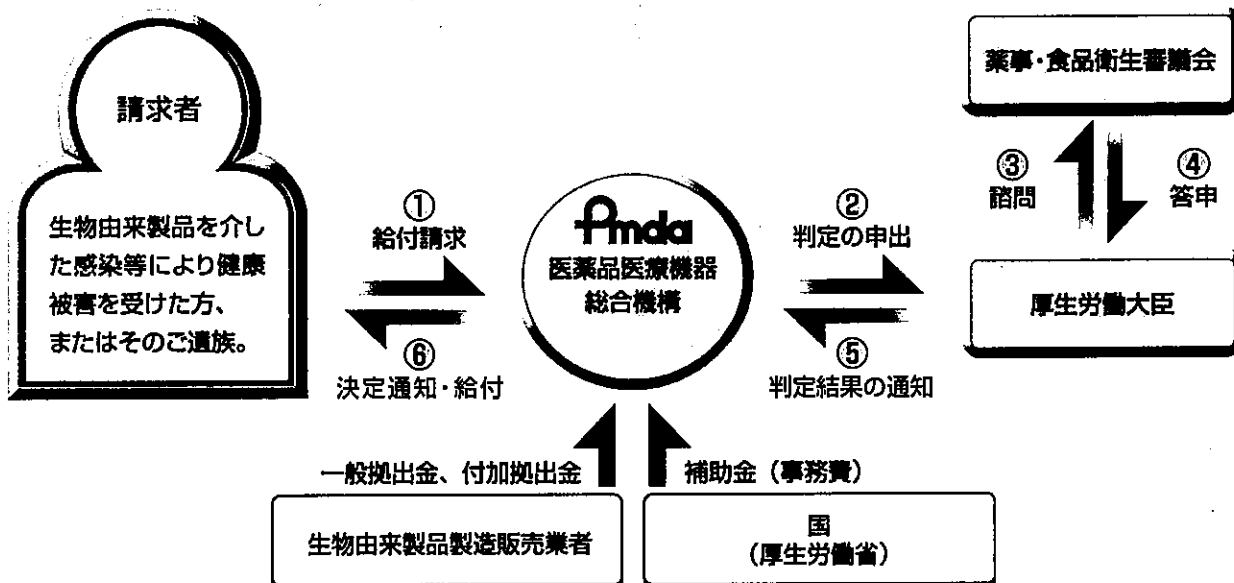 請求者
生物由来製品を介し
た感染等により健康
被害を受けた方、
またはそのご遺族。
①
給付請求
⑥
決定通知・給付
Pmda
医薬品医療機器
総合機構
②
判定の申出
⑤
判定結果の通知
薬事・食品衛生審議会
③
諮問
④
答申
厚生労働大臣
一般拠出金、付加拠出金
補助金(事務費)
生物由来製品製造販売業者
国
(厚生労働省)